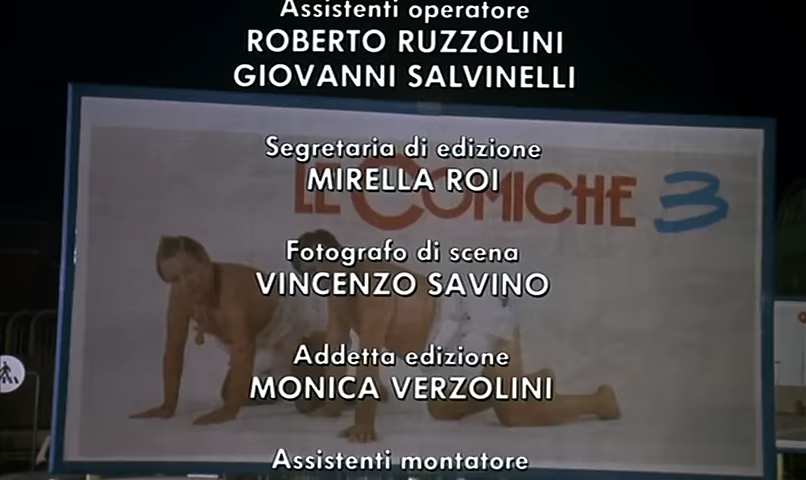 Assistenti operatore
ROBERTO RUZZOLINI
GIOVANNI SALVINELLI
Segretaria di edizione
MIRELLA ROI
LE COMICHE 3
Fotografo di scena
VINCENZO SAVINO
Addetta edizione
MONICA VERZOLINI
Assistenti montatore